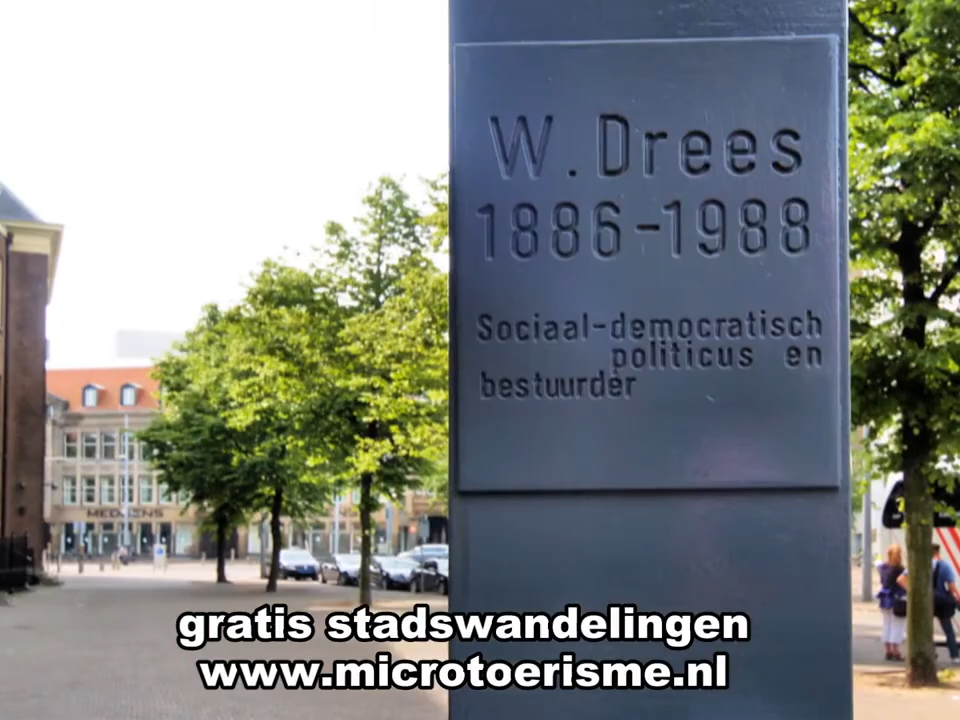 W. Drees
1886-1988
Sociaal-democratisch
politicus en
bestuurder
gratis stadswandelingen
www.microtoerisme.nl